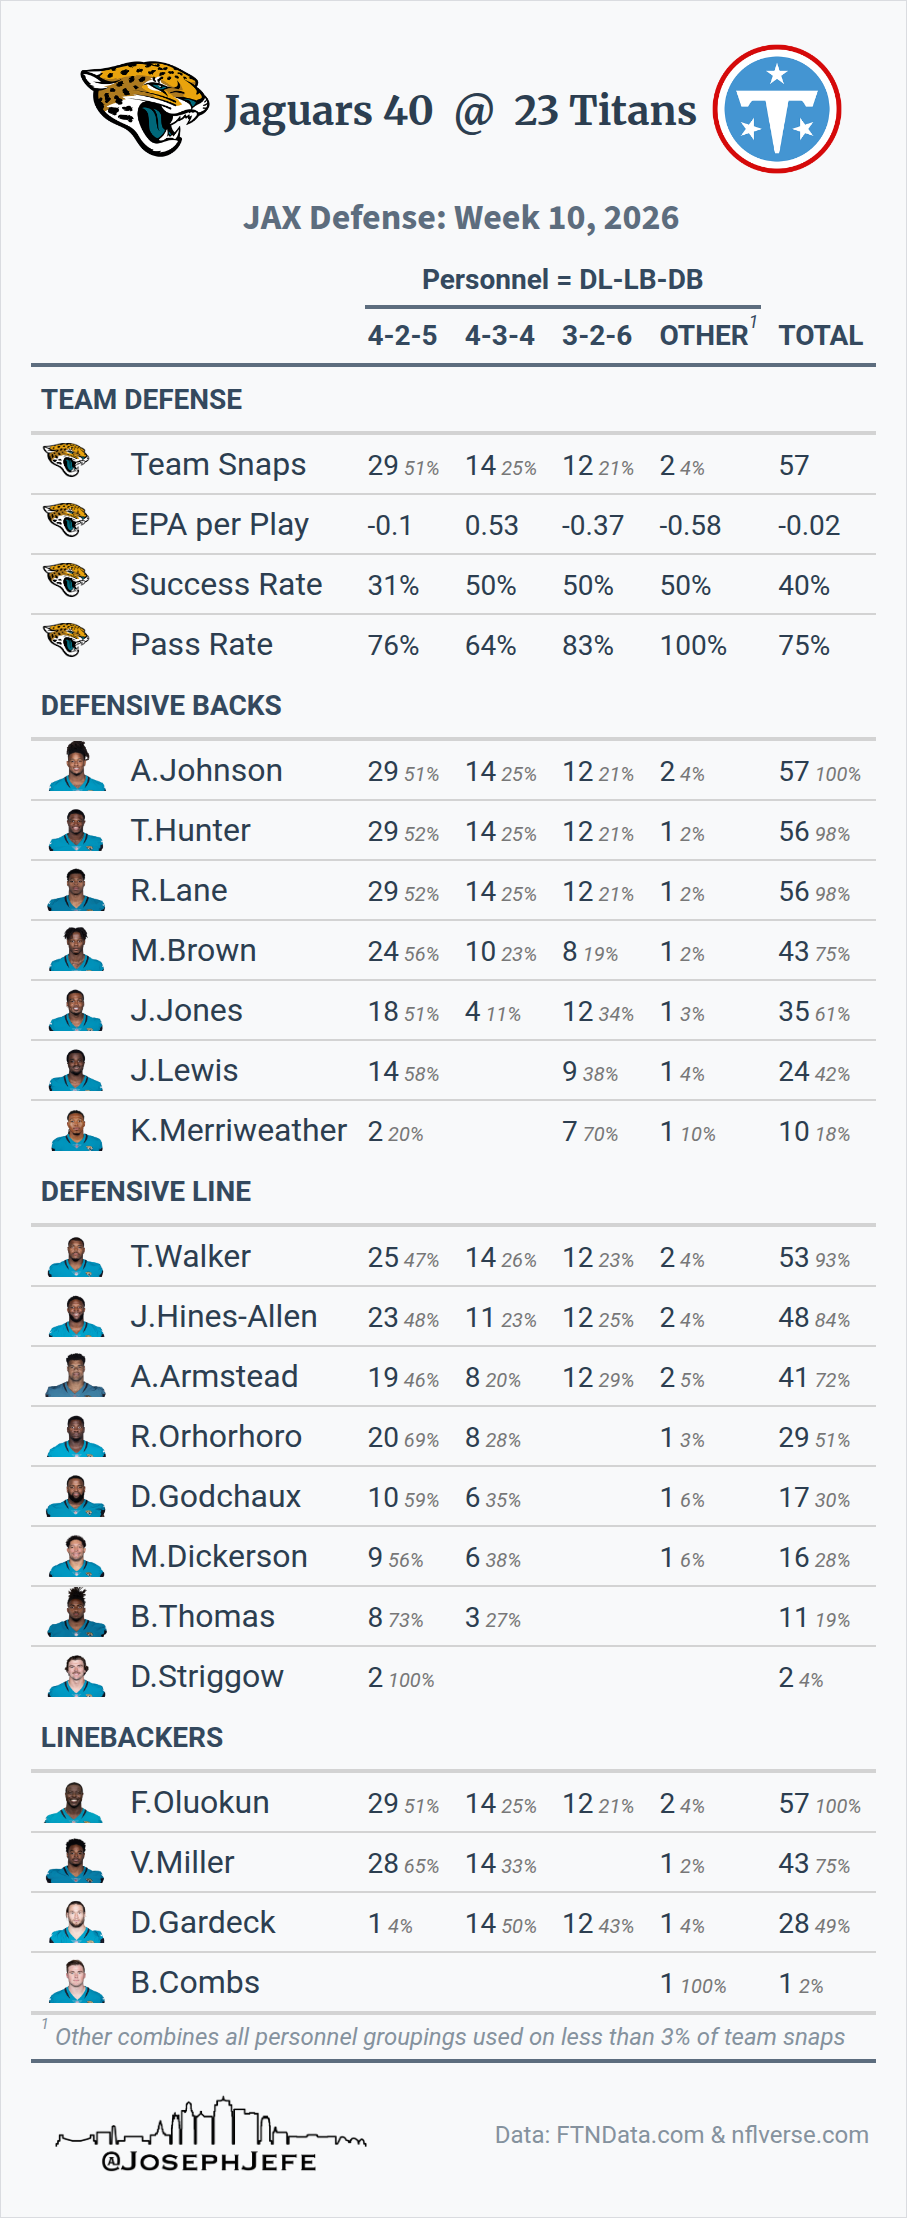 Jaguars 40 @ 23 Titans
JAX Defense: Week 10, 2026
Personnel = DL-LB-DB
4-2-5 4-3-4 3-2-6 OTHER1 TOTAL
TEAM DEFENSE
Team Snaps 29 51% 14 25% 12 21% 2 4% 57
EPA per Play -0.1 0.53 -0.37 -0.58 -0.02
Success Rate 31% 50% 50% 50% 40%
Pass Rate 76% 64% 83% 100% 75%
DEFENSIVE BACKS
A.Johnson 29 51% 14 25% 12 21% 2 4% 57 100%
T.Hunter 29 52% 14 25% 12 21% 1 2% 56 98%
R.Lane 29 52% 14 25% 12 21% 1 2% 56 98%
M.Brown 24 56% 10 23% 8 19% 1 2% 43 75%
J.Jones 18 51% 4 11% 12 34% 1 3% 35 61%
J.Lewis 14 58% 9 38% 1 4% 24 42%
K.Merriweather 2 20% 7 70% 1 10% 10 18%
DEFENSIVE LINE
T.Walker 25 47% 14 26% 12 23% 2 4% 53 93%
J.Hines-Allen 23 48% 11 23% 12 25% 2 4% 48 84%
A.Armstead 19 46% 8 20% 12 29% 2 5% 41 72%
R.Orhorhoro 20 69% 8 28% 1 3% 29 51%
D.Godchaux 10 59% 6 35% 1 6% 17 30%
M.Dickerson 9 56% 6 38% 1 6% 16 28%
B.Thomas 8 73% 3 27% 11 19%
D.Striggow 2 100% 2 4%
LINEBACKERS
F.Oluokun 29 51% 14 25% 12 21% 2 4% 57 100%
V.Miller 28 65% 14 33% 1 2% 43 75%
D.Gardeck 1 4% 14 50% 12 43% 1 4% 28 49%
B.Combs 1 100% 1 2%
1 Other combines all personnel groupings used on less than 3% of team snaps
@JosephJefe
Data: FTNData.com & nflverse.com